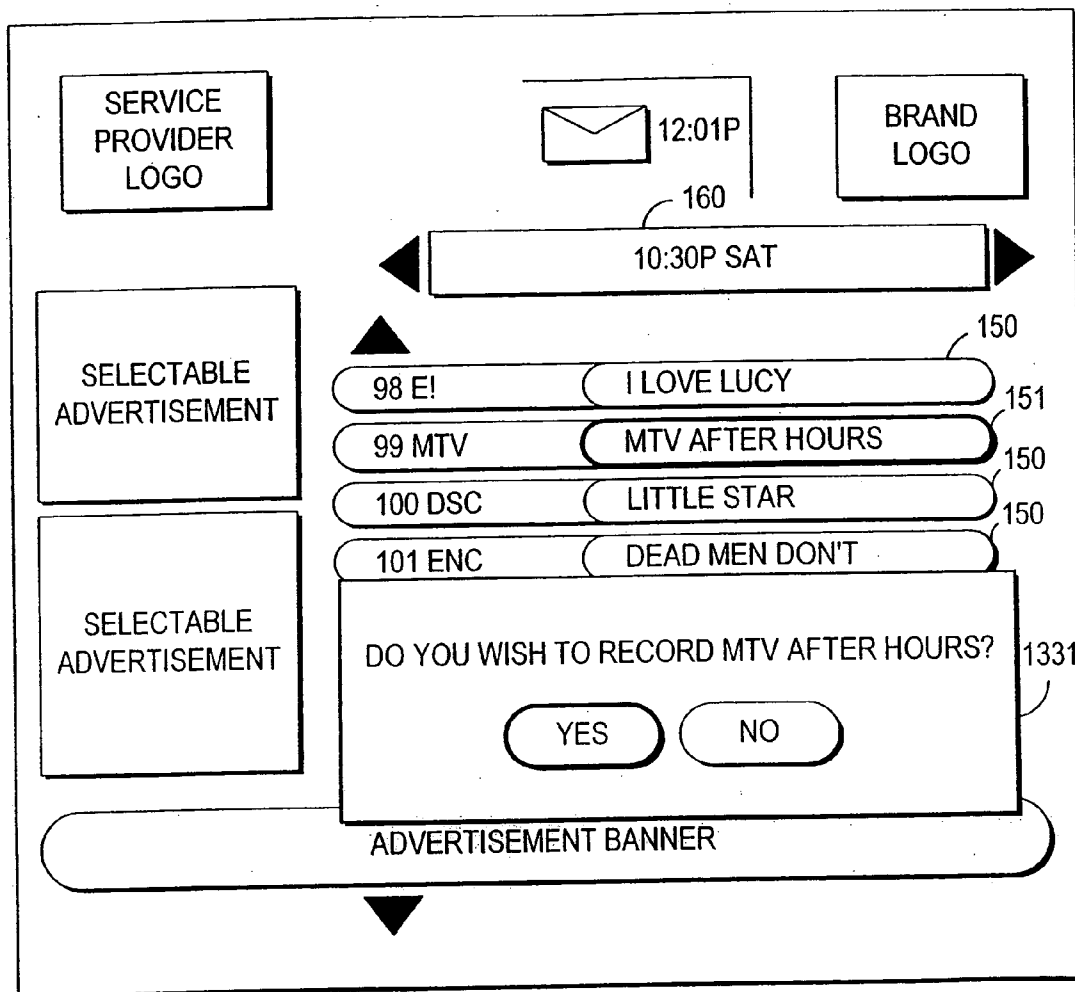 SERVICE
PROVIDER
LOGO
12:01P
BRAND
LOGO
160
10:30P SAT
150
98 E!
I LOVE LUCY
151
99 MTV
MTV AFTER HOURS
150
100 DSC
LITTLE STAR
150
101 ENC
DEAD MEN DON'T
SELECTABLE
ADVERTISEMENT
SELECTABLE
ADVERTISEMENT
DO YOU WISH TO RECORD MTV AFTER HOURS?
1331
YES
NO
ADVERTISEMENT BANNER